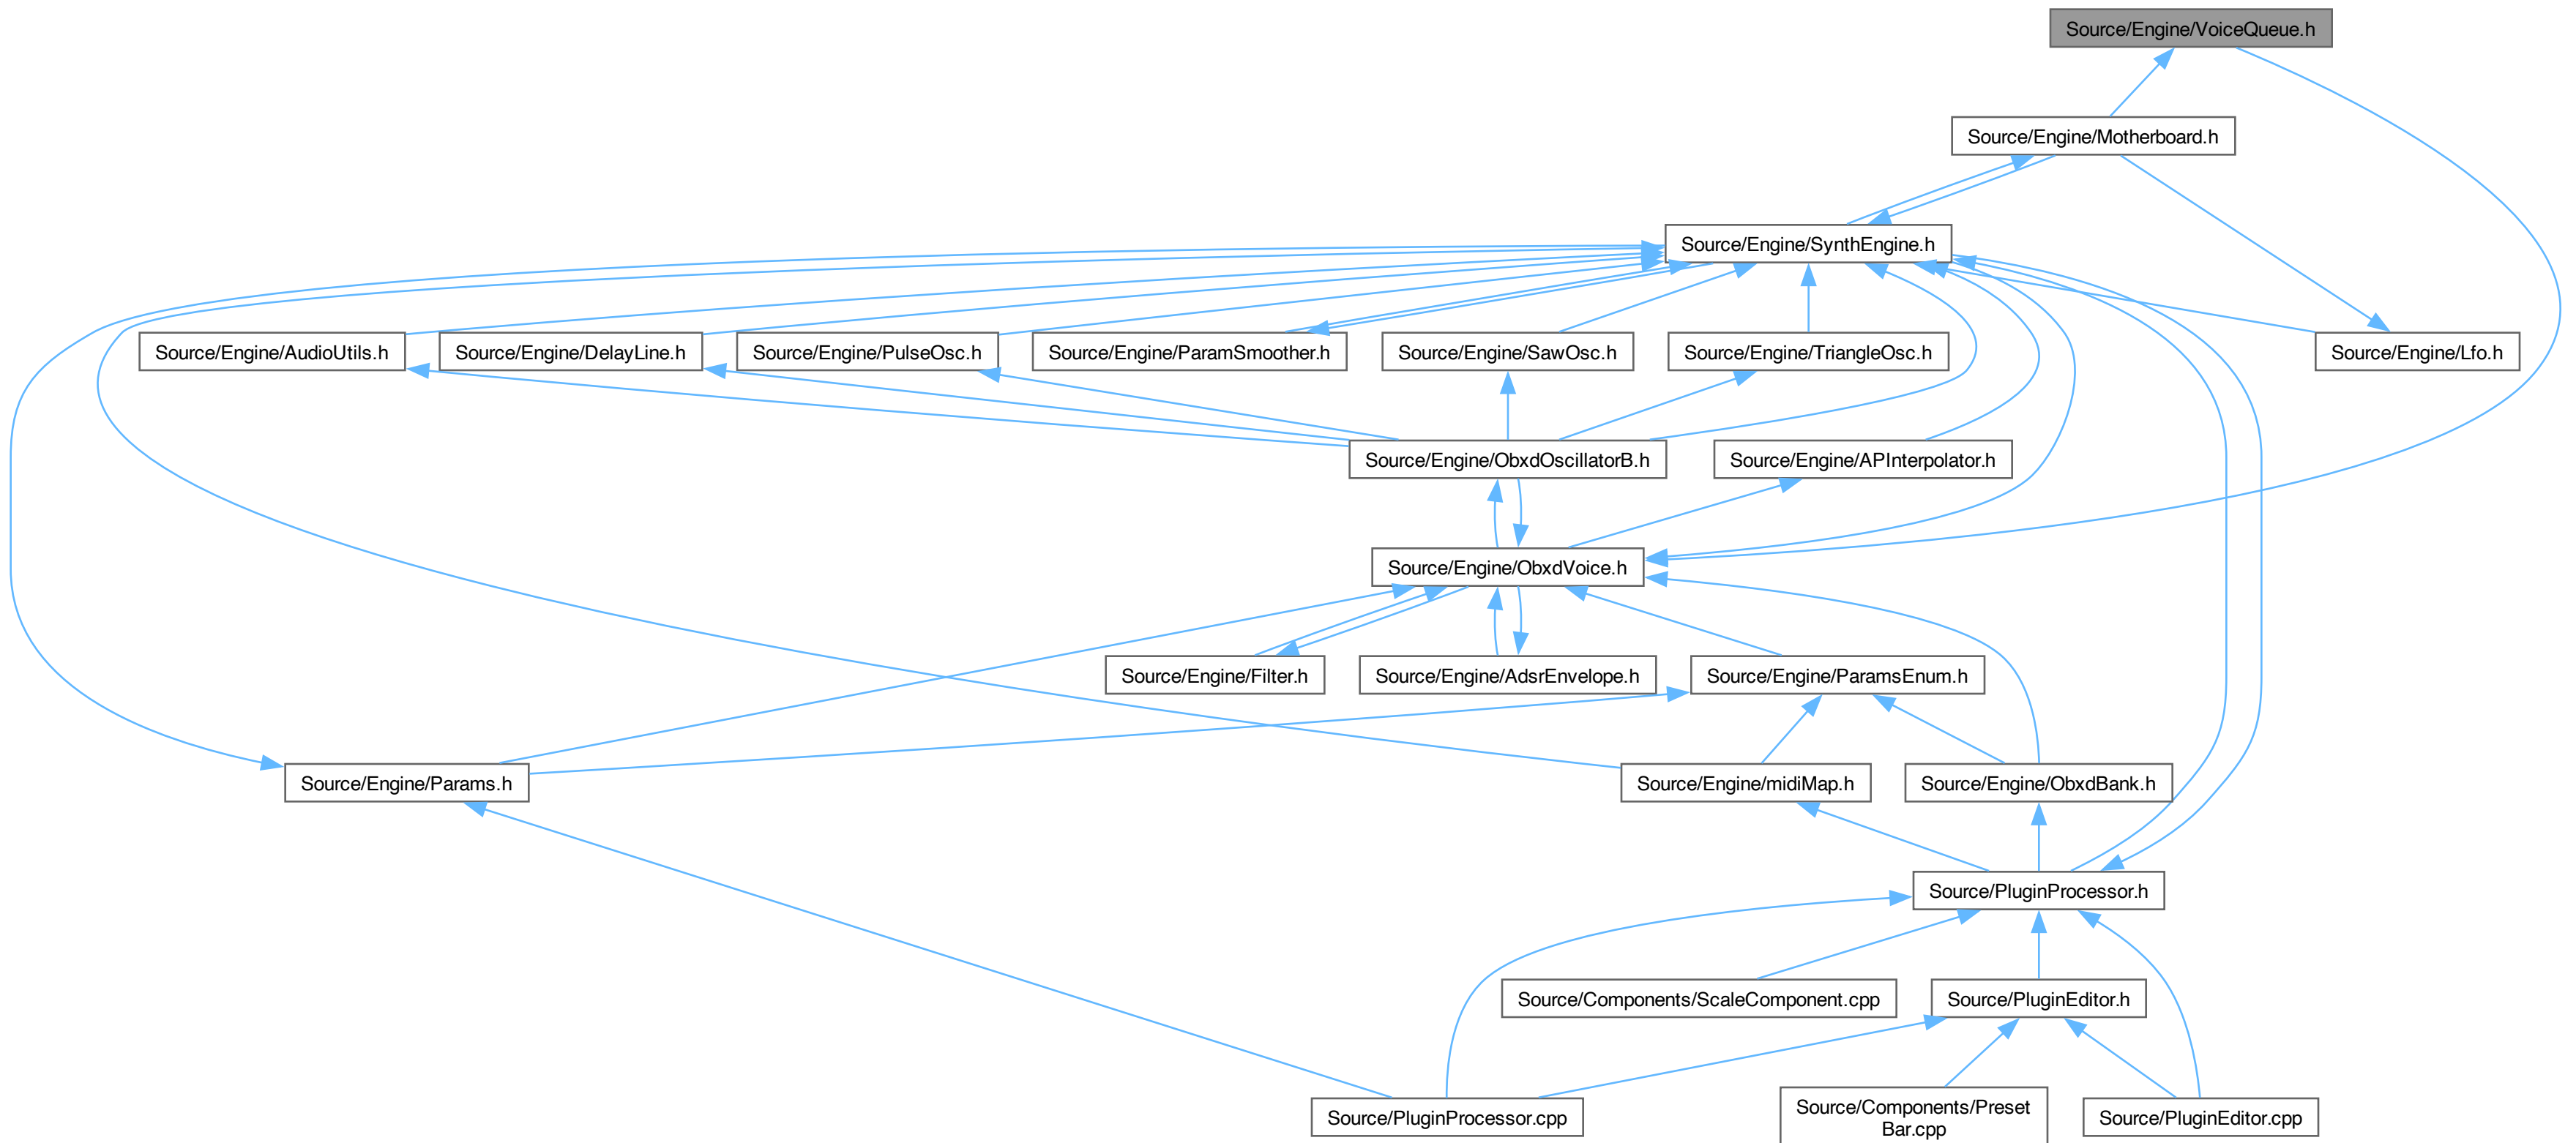 Source/Engine/VoiceQueue.h
Source/Engine/Motherboard.h
Source/Engine/SynthEngine.h
Source/Engine/AudioUtils.h
Source/Engine/DelayLine.h
Source/Engine/PulseOsc.h
Source/Engine/ParamSmoother.h
Source/Engine/SawOsc.h
Source/Engine/TriangleOsc.h
Source/Engine/Lfo.h
Source/Engine/ObxdOscillatorB.h
Source/Engine/APInterpolator.h
Source/Engine/ObxdVoice.h
Source/Engine/Filter.h
Source/Engine/AdsrEnvelope.h
Source/Engine/ParamsEnum.h
Source/Engine/Params.h
Source/Engine/midiMap.h
Source/Engine/ObxdBank.h
Source/PluginProcessor.h
Source/Components/ScaleComponent.cpp
Source/PluginEditor.h
Source/PluginProcessor.cpp
Source/Components/Preset
Bar.cpp
Source/PluginEditor.cpp